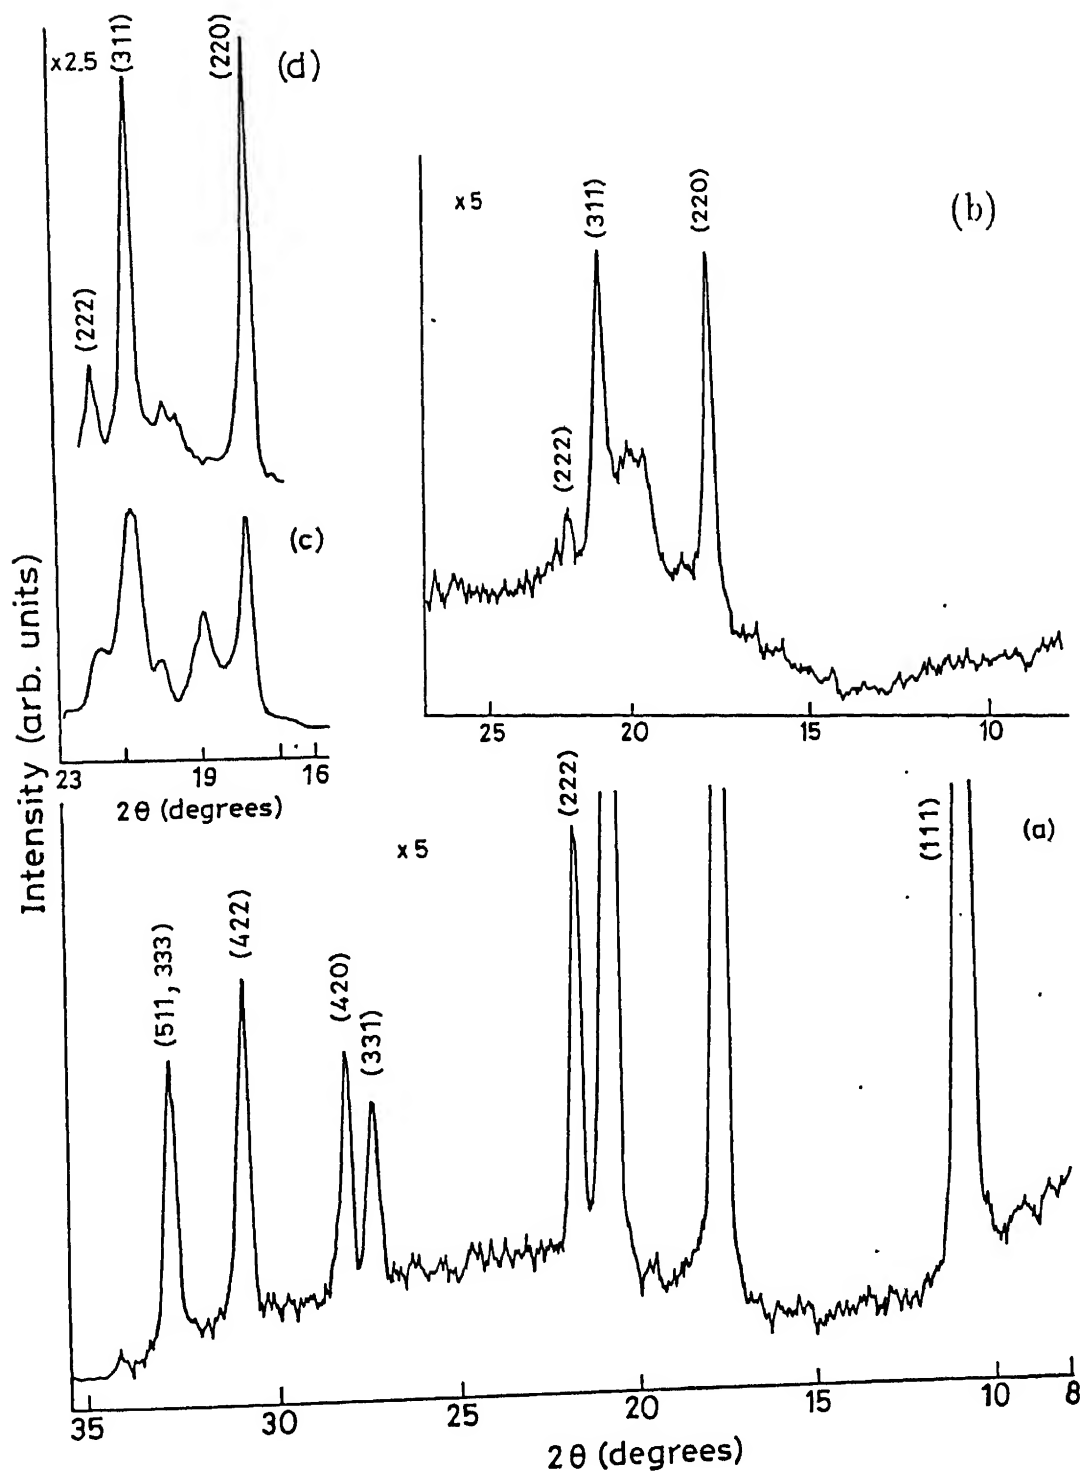 (d)
x2.5
(311)
(220)
(222)
(b)
x5
(311)
(220)
(222)
25
20
15
10
(c)
23
19
16
2θ (degrees)
Intensity (arb. units)
(a)
x5
(222)
(111)
(511, 333)
(422)
(420)
(331)
35
30
25
20
15
10
8
2θ (degrees)